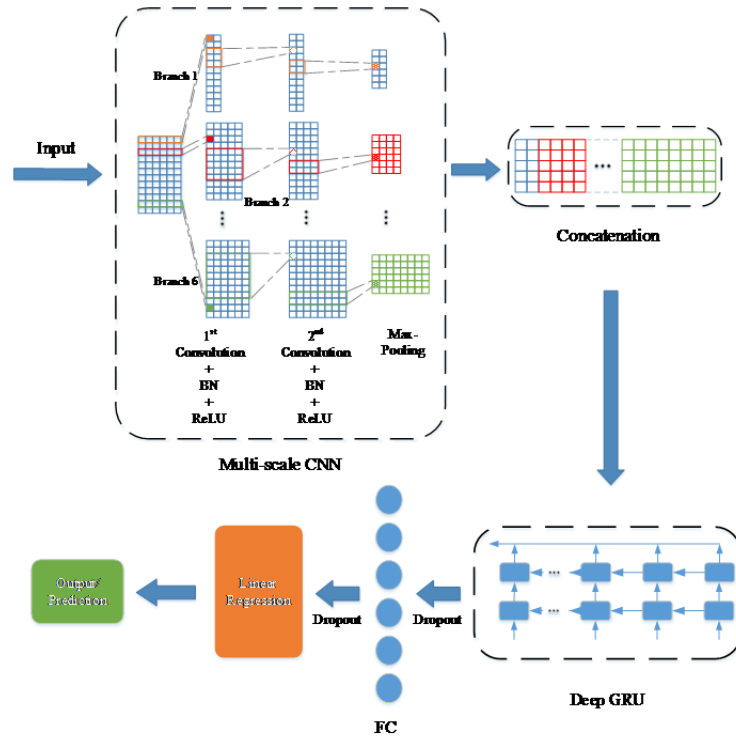 Input
Branch 1
Branch 2
Branch 6
1st
Convolution
+
BN
+
ReLU
2nd
Convolution
+
BN
+
ReLU
Max-
Pooling
Multi-scale CNN
Concatenation
Deep GRU
Dropout
FC
Dropout
Linear
Regression
Output/
Prediction